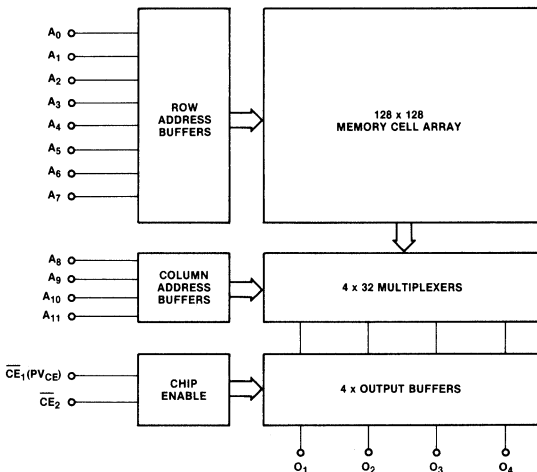 A0
A1
A2
A3
A4
A5
A6
A7
ROW
ADDRESS
BUFFERS
128 x 128
MEMORY CELL ARRAY
A8
A9
A10
A11
COLUMN
ADDRESS
BUFFERS
4 x 32 MULTIPLEXERS
CE1(PVCE)
CE2
CHIP
ENABLE
4 x OUTPUT BUFFERS
O1
O2
O3
O4